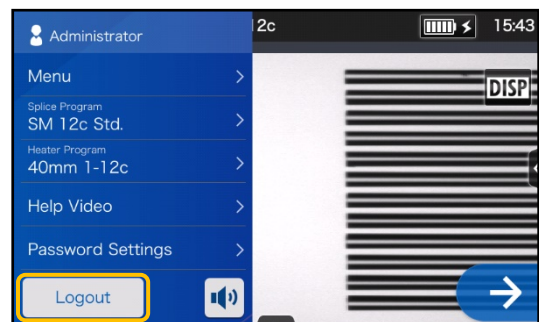 Administrator
12c
15:43
Menu
DISP
Splice Program
SM 12c Std.
Heater Program
40mm 1-12c
Help Video
Password Settings
Logout